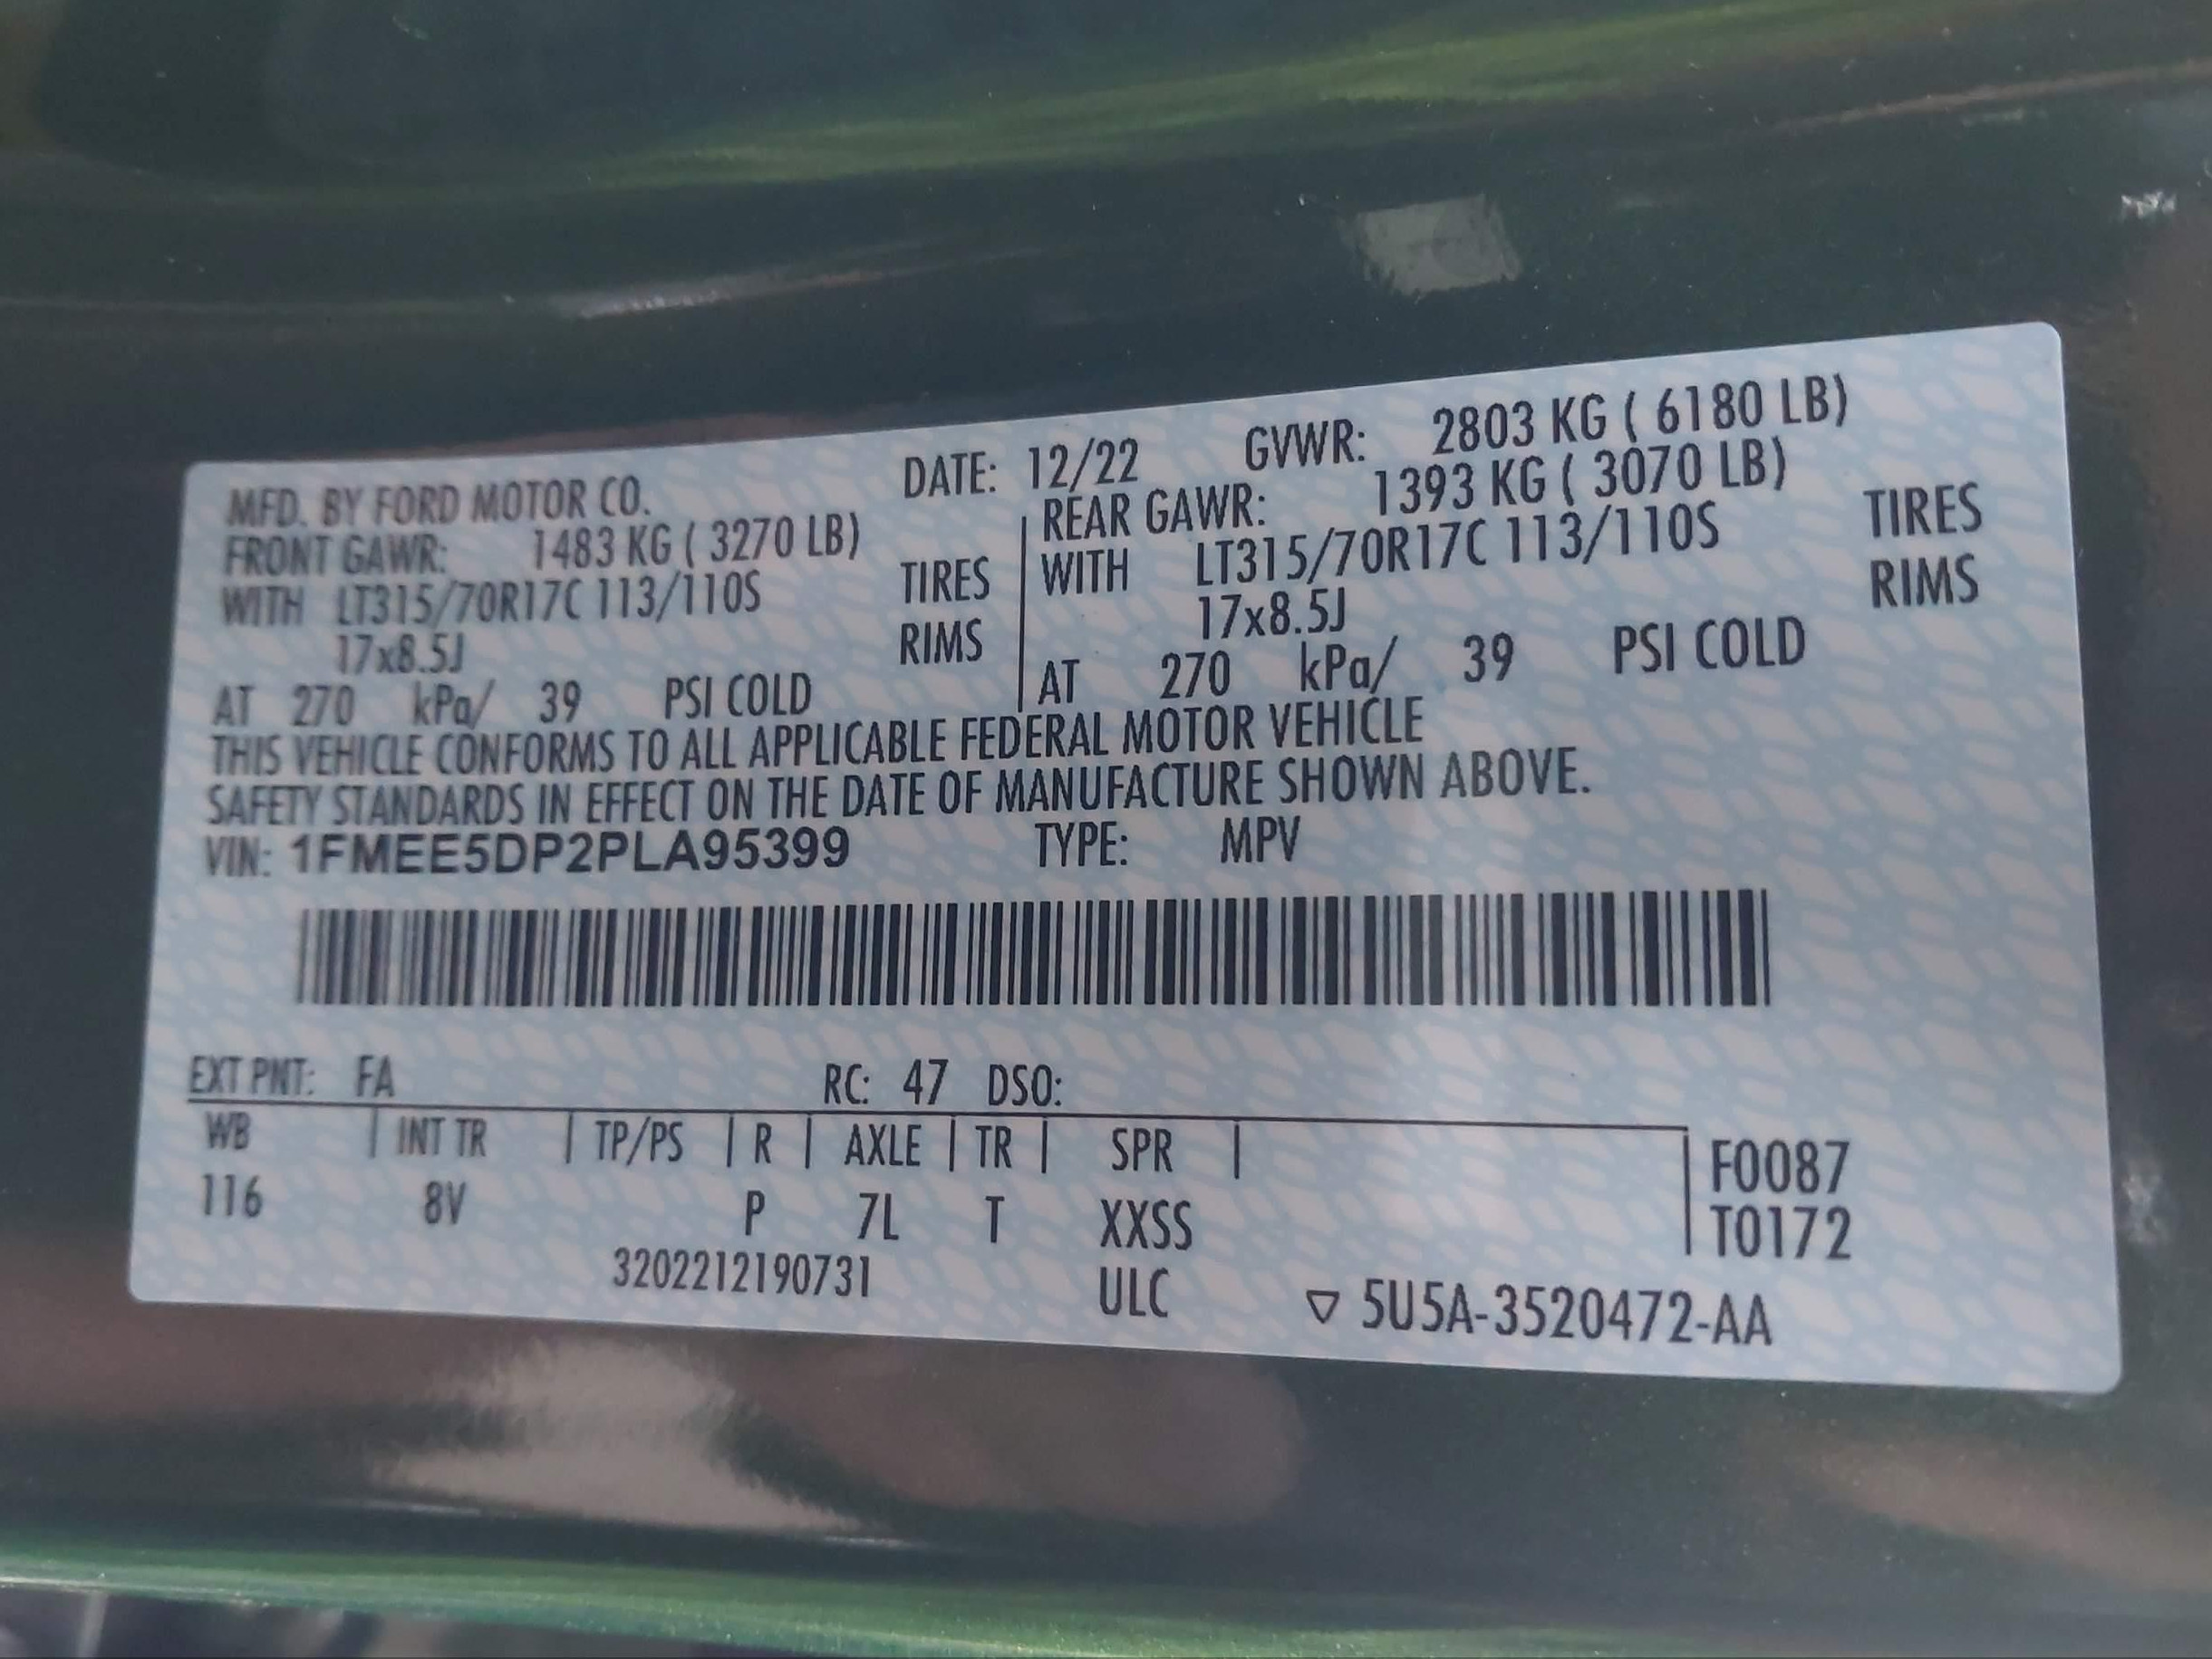 MFD. BY FORD MOTOR CO. DATE: 12/22 GVWR: 2803 KG ( 6180 LB)
FRONT GAWR: 1483 KG ( 3270 LB) REAR GAWR: 1393 KG ( 3070 LB)
WITH LT315/70R17C 113/110S TIRES WITH LT315/70R17C 113/110S TIRES
17x8.5J RIMS 17x8.5J RIMS
AT 270 kPa/ 39 PSI COLD AT 270 kPa/ 39 PSI COLD
THIS VEHICLE CONFORMS TO ALL APPLICABLE FEDERAL MOTOR VEHICLE
SAFETY STANDARDS IN EFFECT ON THE DATE OF MANUFACTURE SHOWN ABOVE.
VIN: 1FMEE5DP2PLA95399 TYPE: MPV
EXT PNT: FA RC: 47 DSO:
WB | INT TR | TP/PS | R | AXLE | TR | SPR | F0087
116 8V P 7L T XXSS T0172
3202212190731 ULC ▽ 5U5A-3520472-AA